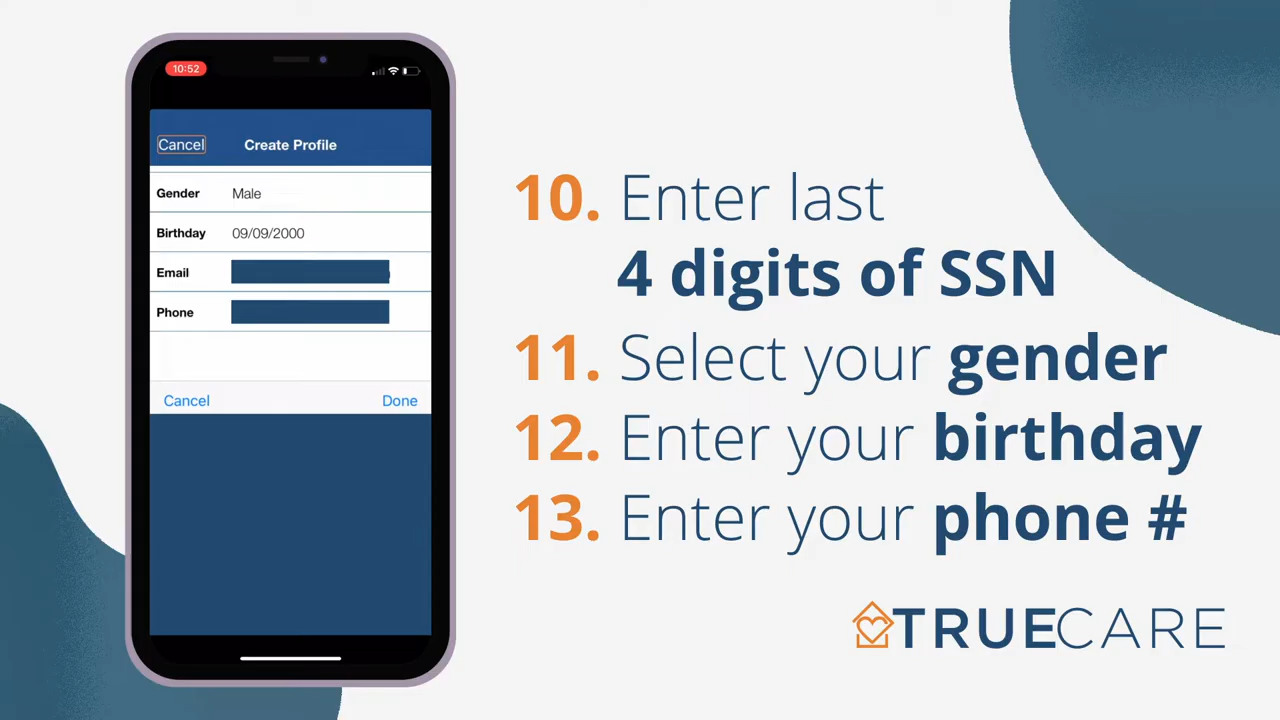 10:52
Cancel Create Profile
Gender Male
Birthday 09/09/2000
Email
Phone
Cancel Done
10. Enter last
4 digits of SSN
11. Select your gender
12. Enter your birthday
13. Enter your phone #
TRUECARE